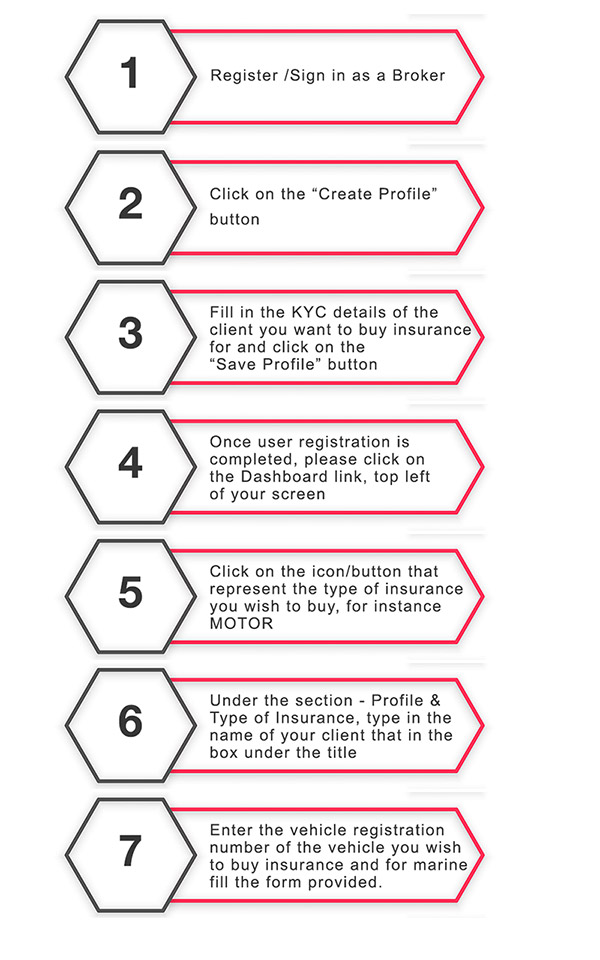 1
Register /Sign in as a Broker
2
Click on the “Create Profile”
button
3
Fill in the KYC details of the
client you want to buy insurance
for and click on the
“Save Profile” button
4
Once user registration is
completed, please click on
the Dashboard link, top left
of your screen
5
Click on the icon/button that
represent the type of insurance
you wish to buy, for instance
MOTOR
6
Under the section - Profile &
Type of Insurance, type in the
name of your client that in the
box under the title
7
Enter the vehicle registration
number of the vehicle you wish
to buy insurance and for marine
fill the form provided.